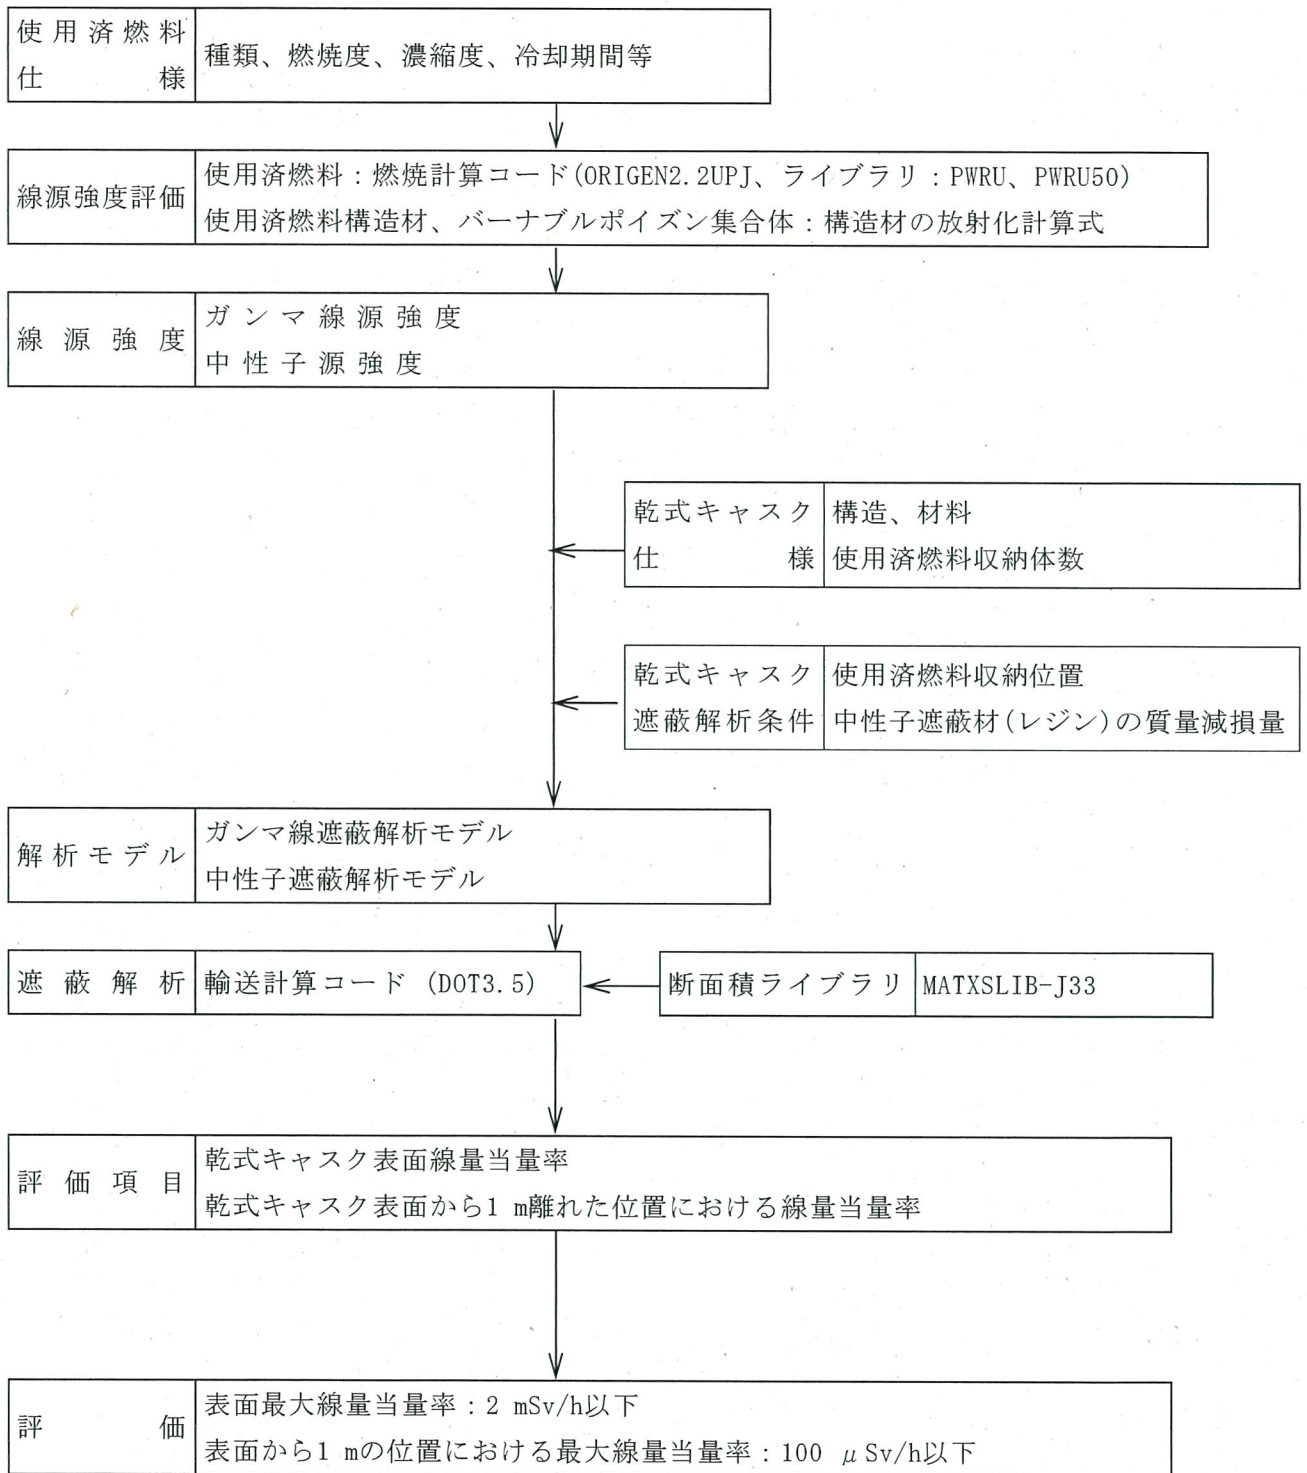 使用済燃料
仕様
種類、燃焼度、濃縮度、冷却期間等
線源強度評価
使用済燃料：燃焼計算コード(ORIGEN2.2UPJ、ライブラリ：PWRU、PWRU50)
使用済燃料構造材、バーナブルポイズン集合体：構造材の放射化計算式
線源強度
ガンマ線源強度
中性子源強度
乾式キャスク
仕様
構造、材料
使用済燃料収納体数
乾式キャスク
遮蔽解析条件
使用済燃料収納位置
中性子遮蔽材(レジン)の質量減損量
解析モデル
ガンマ線遮蔽解析モデル
中性子遮蔽解析モデル
遮蔽解析
輸送計算コード (DOT3.5)
断面積ライブラリ
MATXSLIB-J33
評価項目
乾式キャスク表面線量当量率
乾式キャスク表面から1 m離れた位置における線量当量率
評価
表面最大線量当量率：2 mSv/h以下
表面から1 mの位置における最大線量当量率：100 μSv/h以下